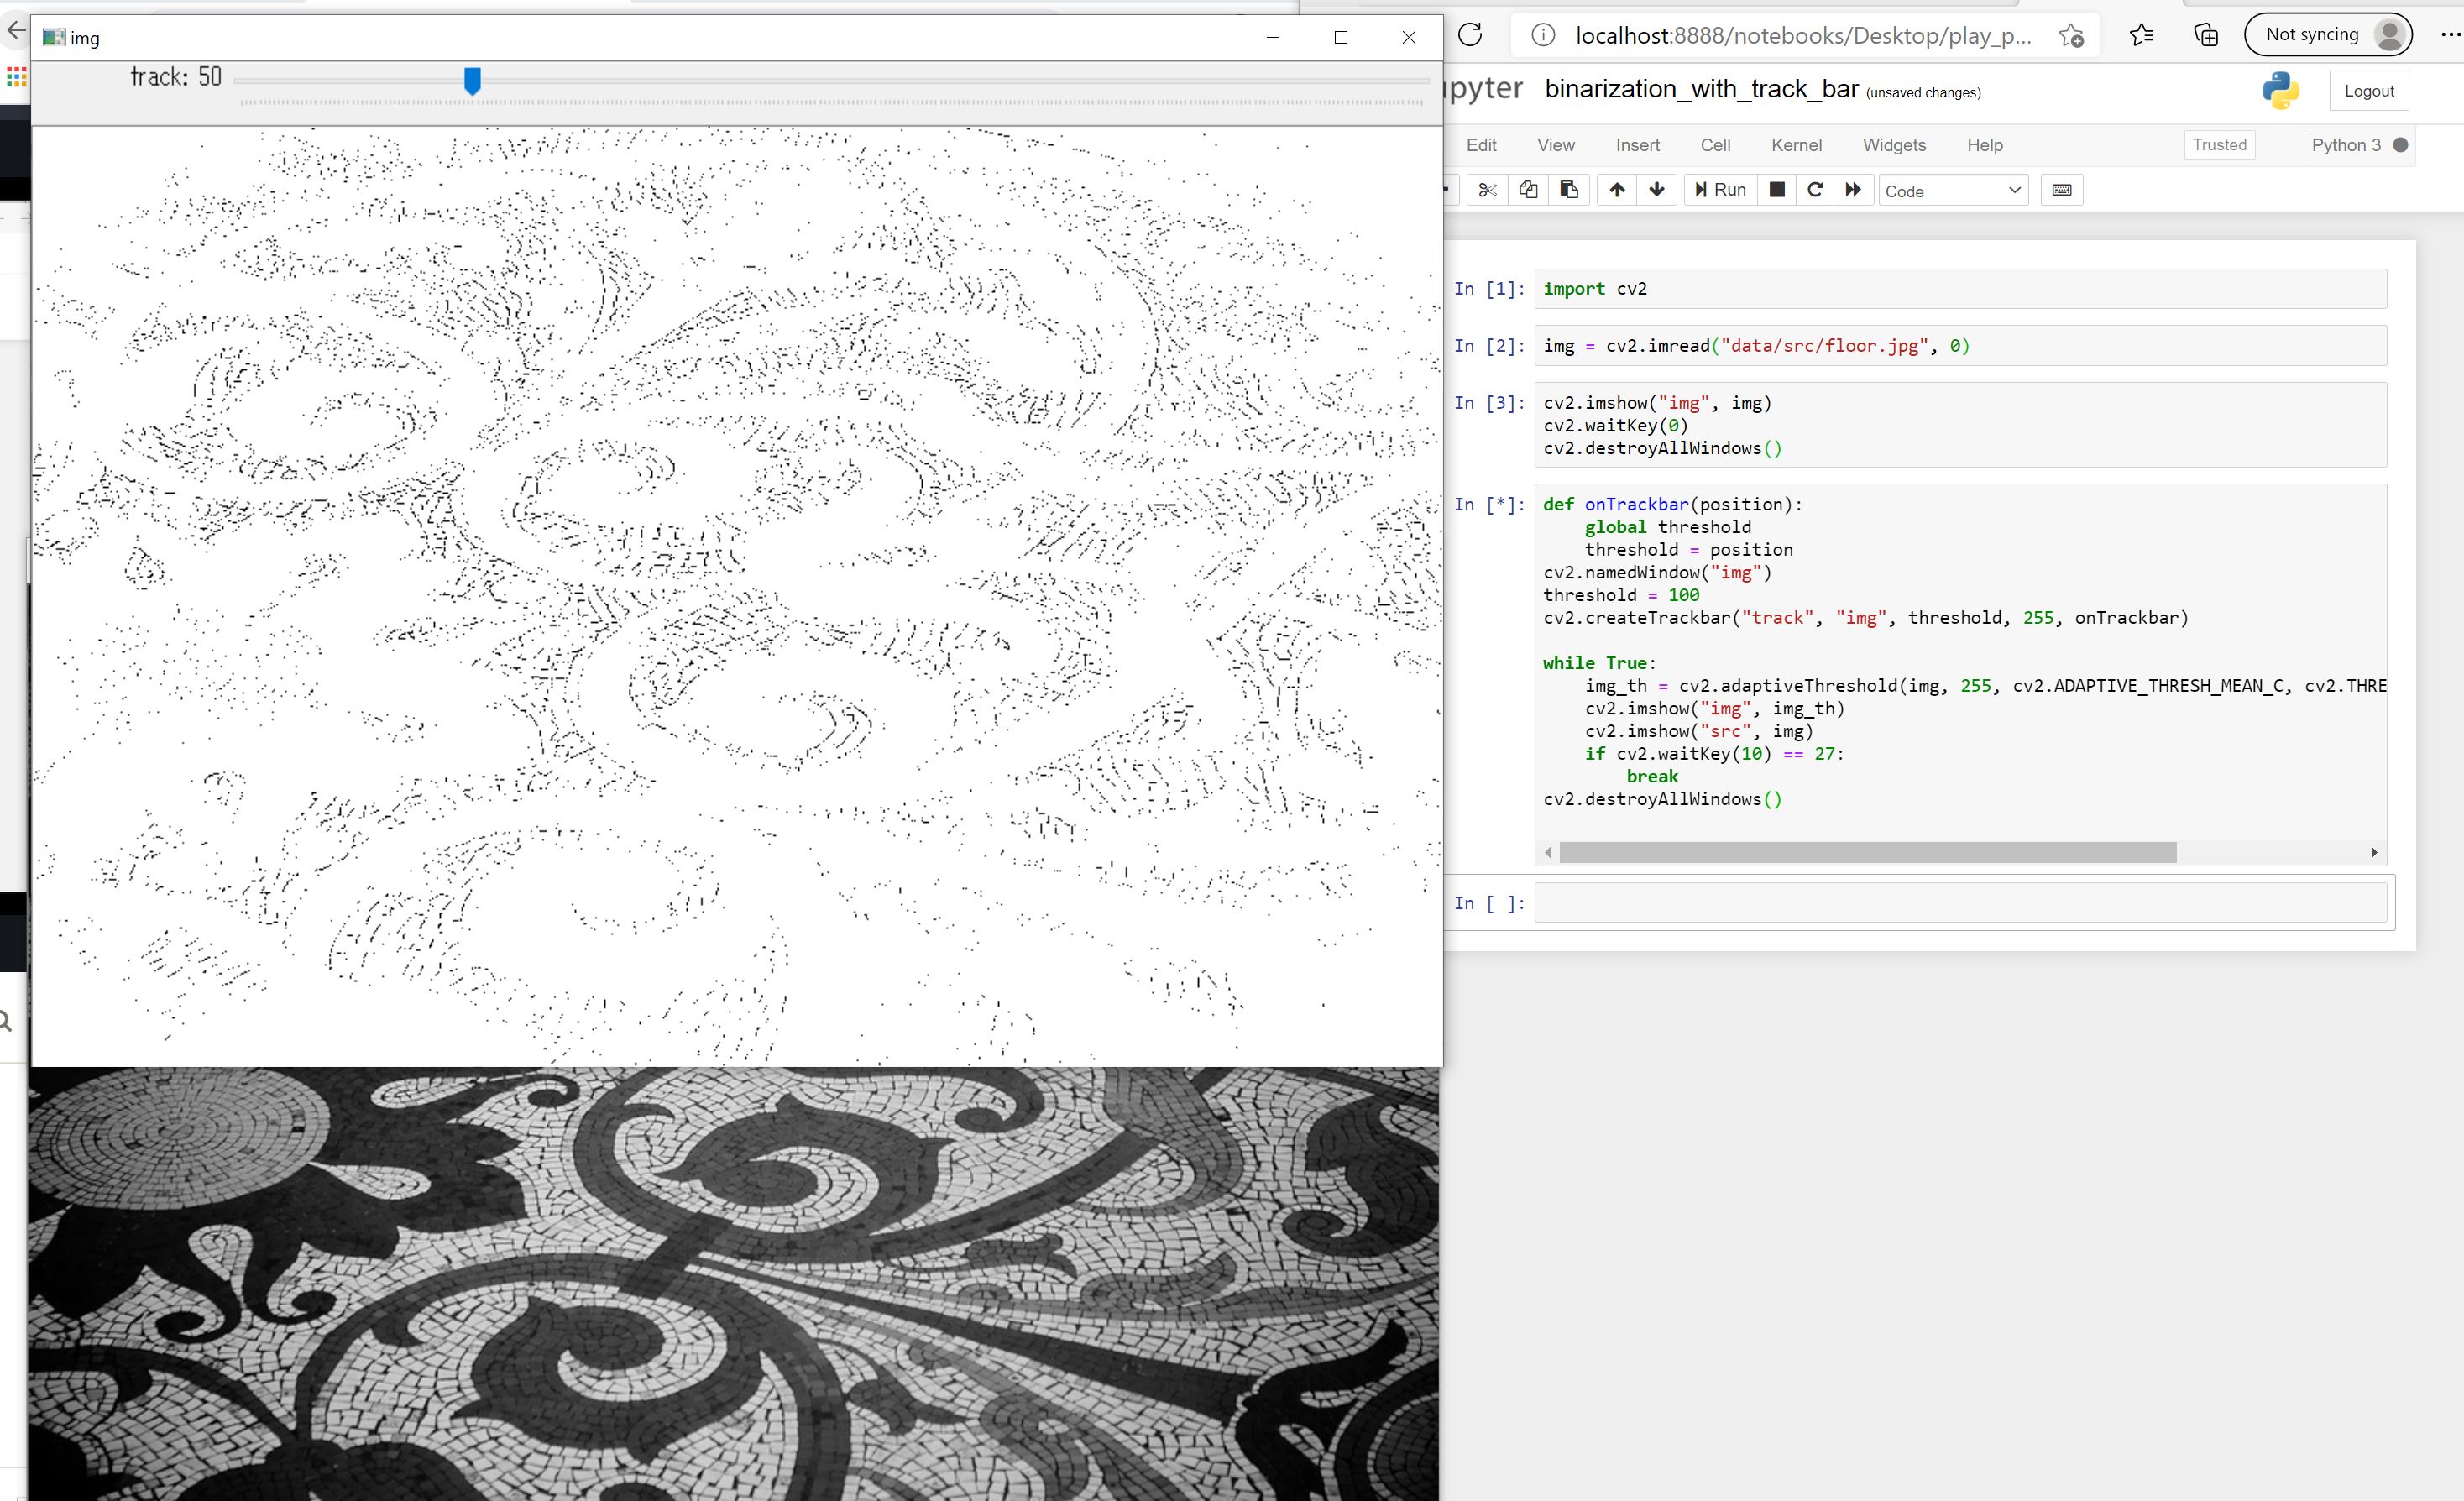 img
track: 50
localhost:8888/notebooks/Desktop/play_p...
Not syncing
binarization_with_track_bar (unsaved changes)
Logout
Edit View Insert Cell Kernel Widgets Help
Trusted
Python 3
Run
Code
In [1]:
import cv2
In [2]:
img = cv2.imread("data/src/floor.jpg", 0)
In [3]:
cv2.imshow("img", img)
cv2.waitKey(0)
cv2.destroyAllWindows()
In [*]:
def onTrackbar(position):
    global threshold
    threshold = position
cv2.namedWindow("img")
threshold = 100
cv2.createTrackbar("track", "img", threshold, 255, onTrackbar)
while True:
    img_th = cv2.adaptiveThreshold(img, 255, cv2.ADAPTIVE_THRESH_MEAN_C, cv2.THRE
    cv2.imshow("img", img_th)
    cv2.imshow("src", img)
    if cv2.waitKey(10) == 27:
        break
cv2.destroyAllWindows()
In [ ]: